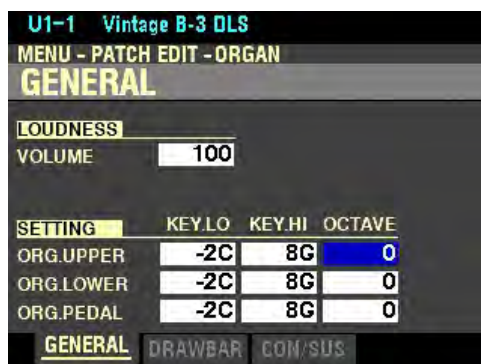 U1-1 Vintage B-3 DLS
MENU - PATCH EDIT - ORGAN
GENERAL
LOUDNESS
VOLUME 100
SETTING KEY.LO KEY.HI OCTAVE
ORG.UPPER -2C 8G 0
ORG.LOWER -2C 8G 0
ORG.PEDAL -2C 8G 0
GENERAL DRAWBAR CON/SUS